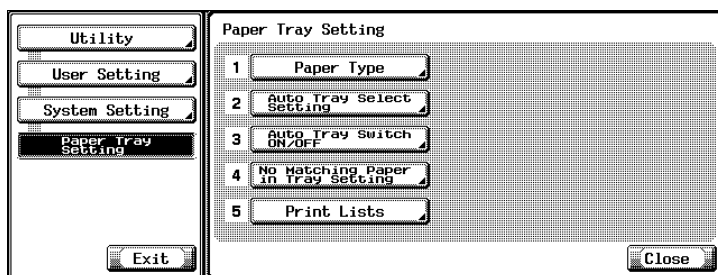 Utility
User Setting
System Setting
Paper Tray
Setting
Exit
Paper Tray Setting
1 Paper Type
2 Auto Tray Select
Setting
3 Auto Tray Switch
ON/OFF
4 No Matching Paper
in Tray Setting
5 Print Lists
Close